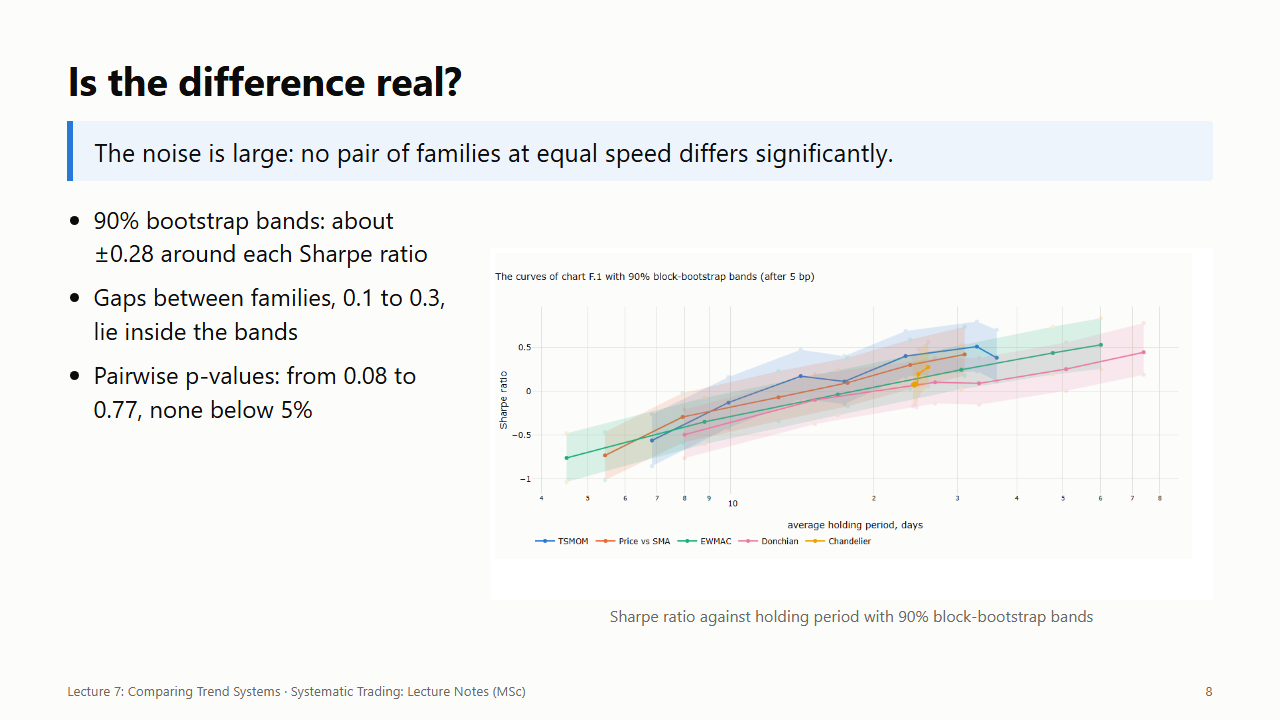 Is the difference real?
The noise is large: no pair of families at equal speed differs significantly.
• 90% bootstrap bands: about
±0.28 around each Sharpe ratio
• Gaps between families, 0.1 to 0.3,
lie inside the bands
• Pairwise p-values: from 0.08 to
0.77, none below 5%
The curves of chart F.1 with 90% block-bootstrap bands (after 5 bp)
Sharpe ratio
0.5
0
−0.5
−1
4 5 6 7 8 9 10 2 3 4 5 6 7 8
average holding period, days
TSMOM Price vs SMA EWMAC Donchian Chandelier
Sharpe ratio against holding period with 90% block-bootstrap bands
Lecture 7: Comparing Trend Systems · Systematic Trading: Lecture Notes (MSc) 8